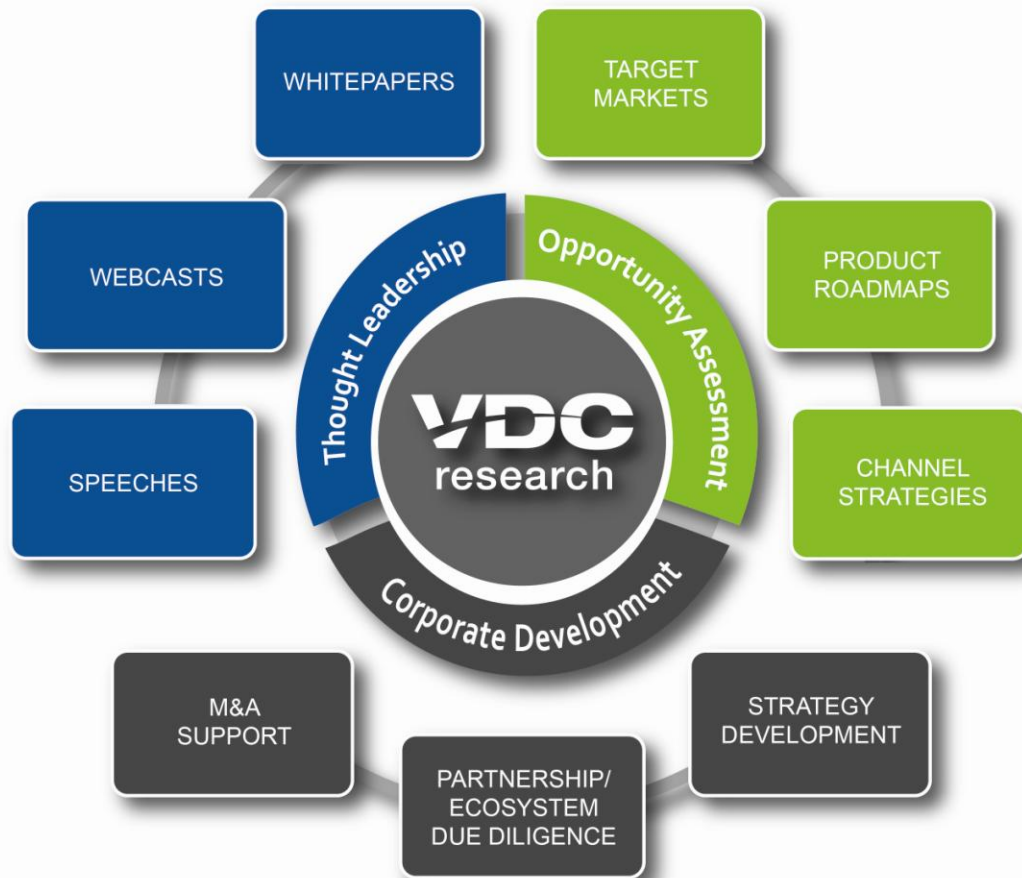 WHITEPAPERS
TARGET
MARKETS
WEBCASTS
PRODUCT
ROADMAPS
SPEECHES
CHANNEL
STRATEGIES
Thought Leadership
Opportunity Assessment
VDC
research
Corporate Development
M&A
SUPPORT
PARTNERSHIP/
ECOSYSTEM
DUE DILIGENCE
STRATEGY
DEVELOPMENT